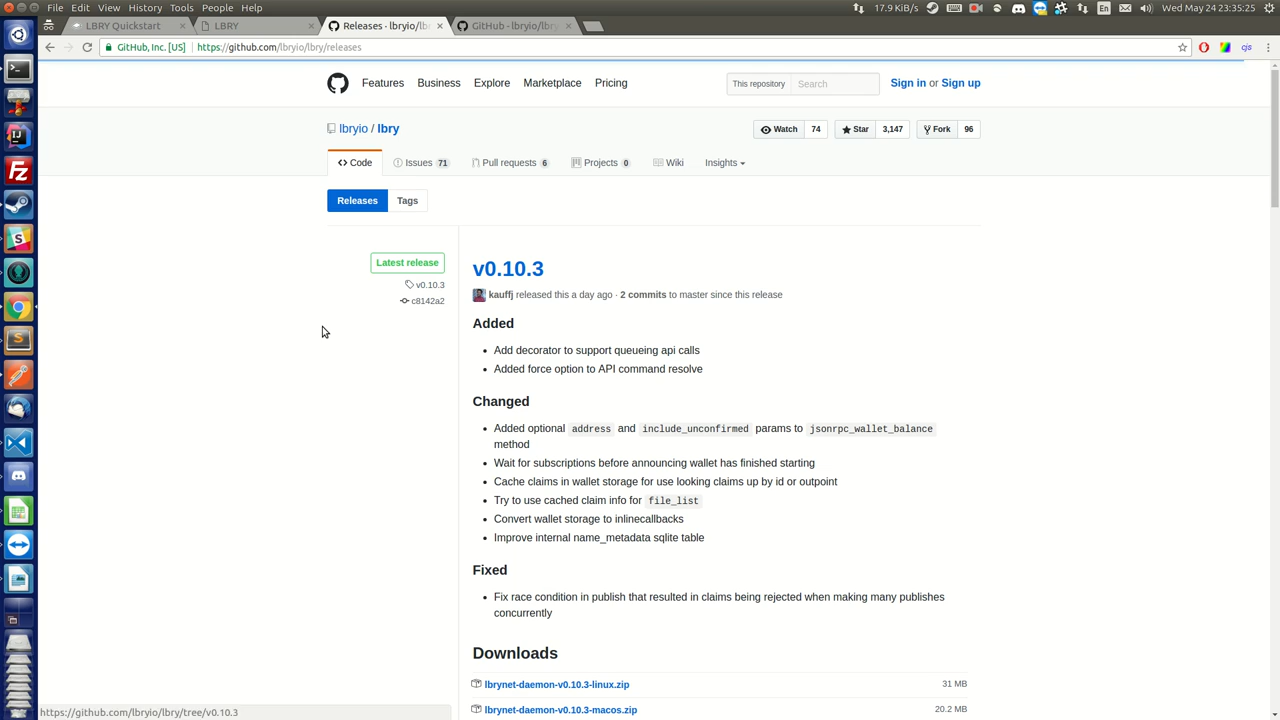 File Edit View History Bookmarks Tools People Help
17.9 KiB/s En Wed May 24 23:35:25
LBRY Quickstart
LBRY
Releases - lbryio/lbr
GitHub - lbryio/lbry
GitHub, Inc. [US] https://github.com/lbryio/lbry/releases
Features Business Explore Marketplace Pricing
This repository Search
Sign in or Sign up
lbryio / lbry
Watch 74 Star 3,147 Fork 96
Code Issues 71 Pull requests 6 Projects 0 Wiki Insights
Releases Tags
Latest release
v0.10.3
c8142a2
v0.10.3
kauffj released this a day ago · 2 commits to master since this release
Added
Add decorator to support queueing api calls
Added force option to API command resolve
Changed
Added optional address and include_unconfirmed params to jsonrpc_wallet_balance
method
Wait for subscriptions before announcing wallet has finished starting
Cache claims in wallet storage for use looking claims up by id or outpoint
Try to use cached claim info for file_list
Convert wallet storage to inlinecallbacks
Improve internal name_metadata sqlite table
Fixed
Fix race condition in publish that resulted in claims being rejected when making many publishes
concurrently
Downloads
lbrynet-daemon-v0.10.3-linux.zip 31 MB
lbrynet-daemon-v0.10.3-macos.zip 20.2 MB
https://github.com/lbryio/lbry/tree/v0.10.3